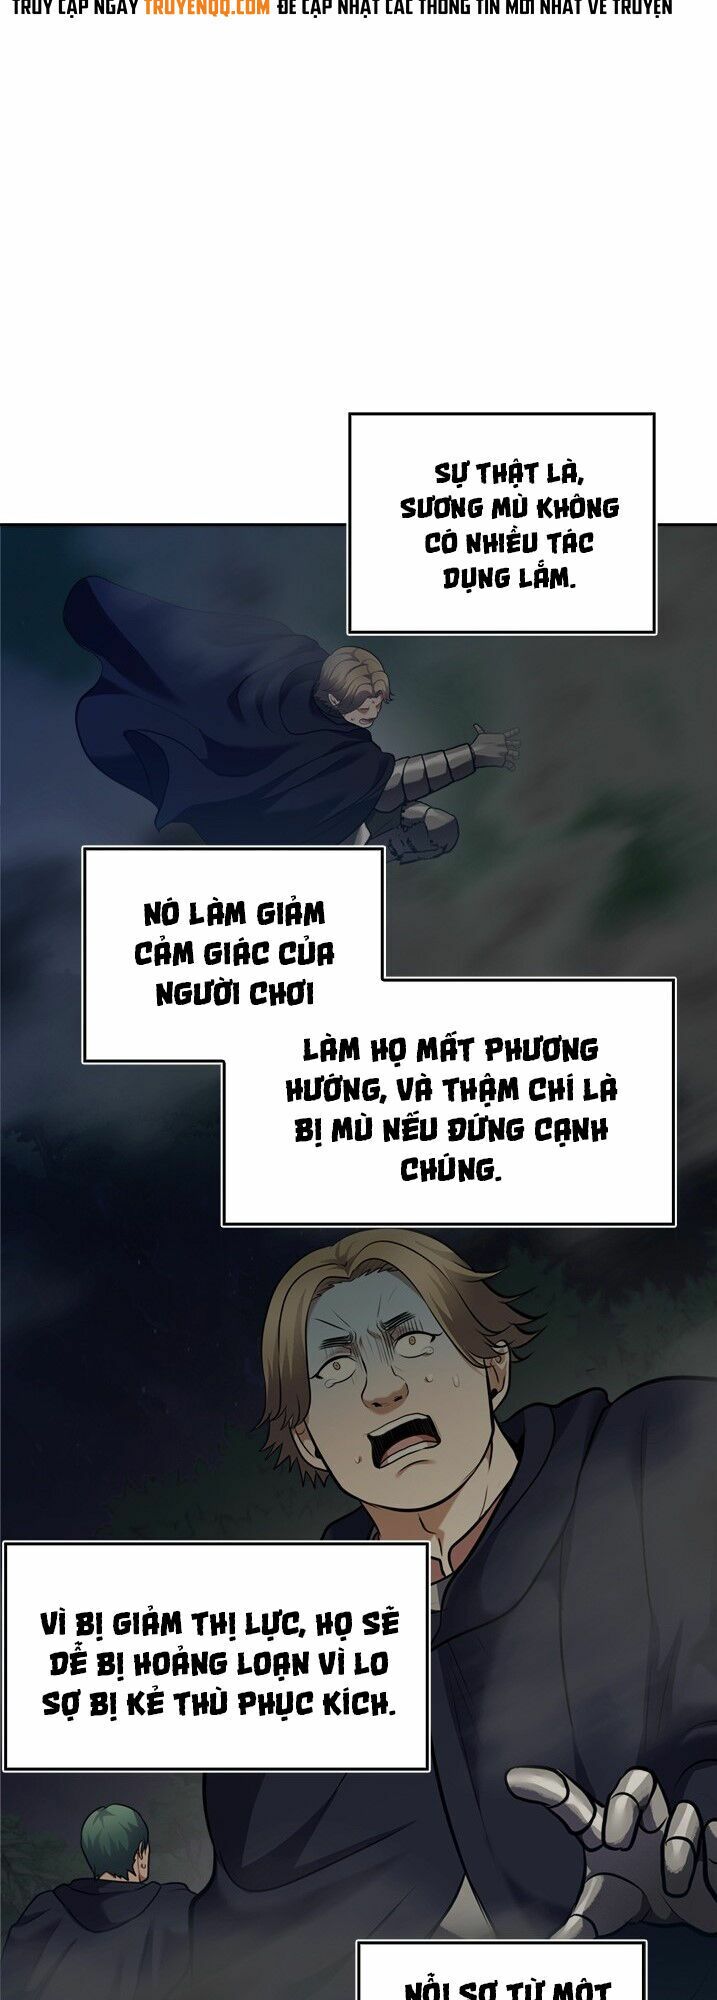 TRUY CẬP NGAY TRUYENQQ.COM ĐỂ CẬP NHẬT CÁC THÔNG TIN MỚI NHẤT VỀ TRUYỆN
SỰ THẬT LÀ,
SƯƠNG MÙ KHÔNG
CÓ NHIỀU TÁC
DỤNG LẮM.
NÓ LÀM GIẢM
CẢM GIÁC CỦA
NGƯỜI CHƠI
LÀM HỌ MẤT PHƯƠNG
HƯỚNG, VÀ THẬM CHÍ LÀ
BỊ MÙ NẾU ĐỨNG CẠNH
CHÚNG.
VÌ BỊ GIẢM THỊ LỰC, HỌ SẼ
DỄ BỊ HOẢNG LOẠN VÌ LO
SỢ BỊ KẺ THÙ PHỤC KÍCH.
NỖI SỢ TỪ MỘT